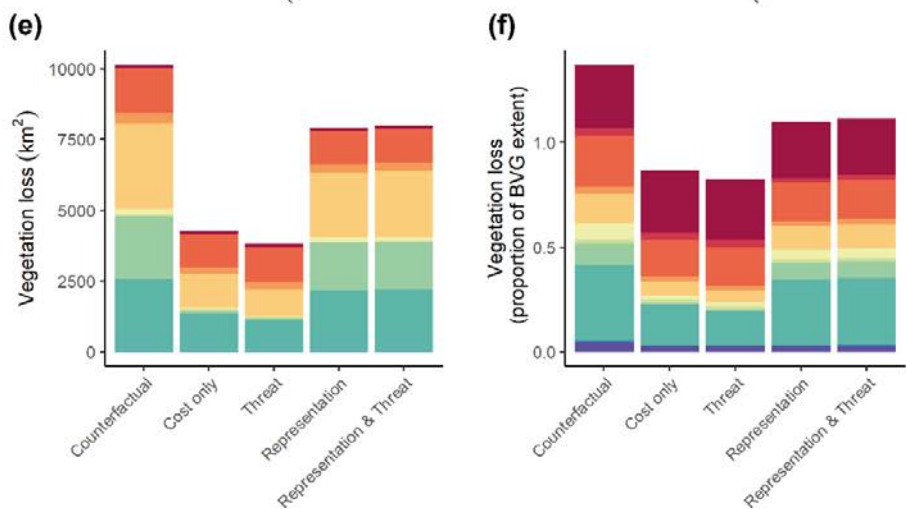 (e)
Vegetation loss (km²)
10000
7500
5000
2500
0
Counterfactual
Cost only
Threat
Representation
Representation & Threat
(f)
Vegetation loss
(proportion of BVG extent)
1.0
0.5
0.0
Counterfactual
Cost only
Threat
Representation
Representation & Threat